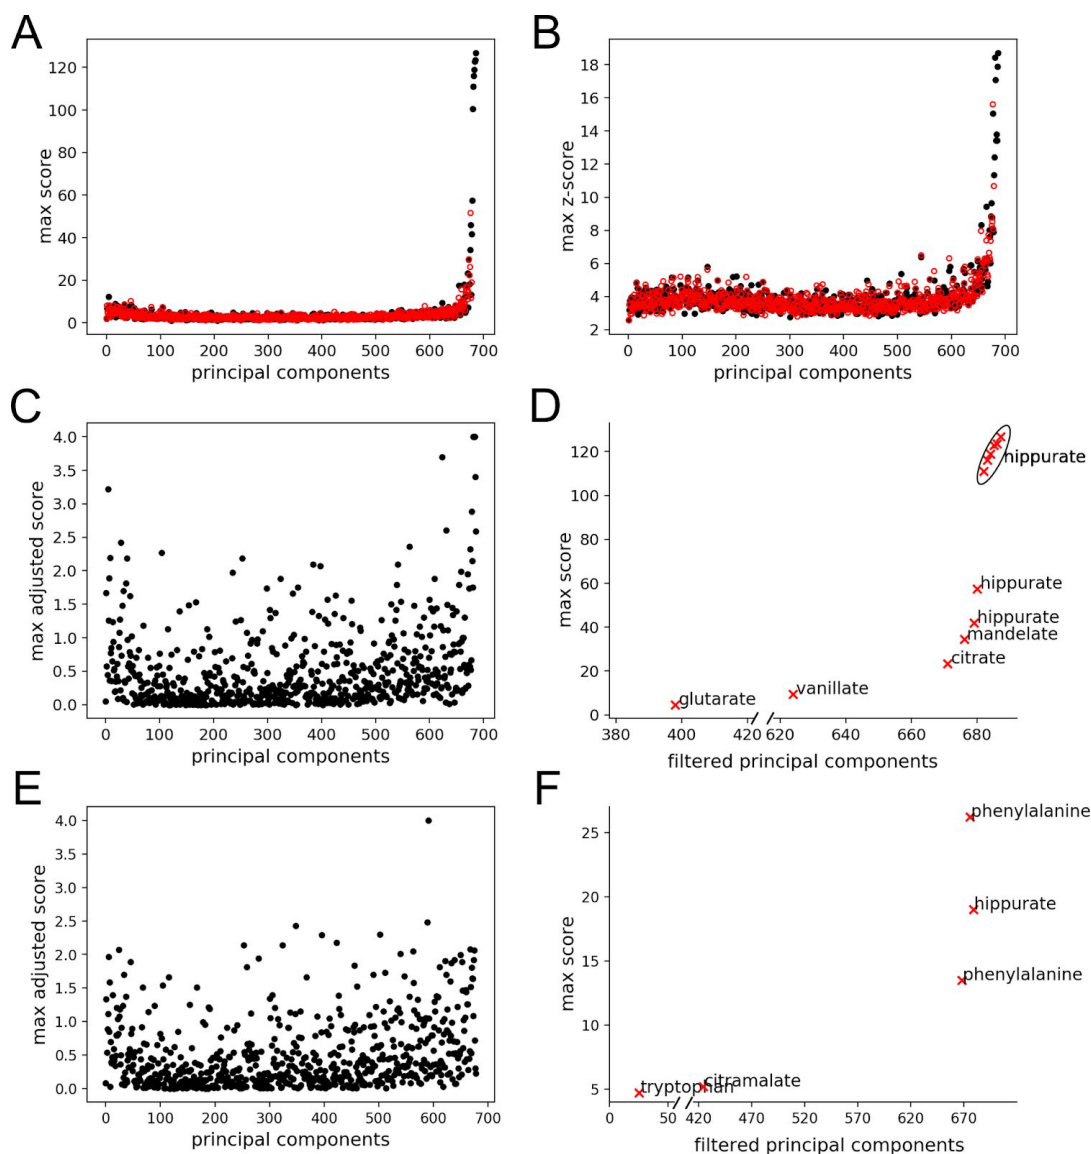 A
max score
120
100
80
60
40
20
0
0 100 200 300 400 500 600 700
principal components
B
max z-score
18
16
14
12
10
8
6
4
2
0 100 200 300 400 500 600 700
principal components
C
max adjusted score
4.0
3.5
3.0
2.5
2.0
1.5
1.0
0.5
0.0
0 100 200 300 400 500 600 700
principal components
D
max score
120
100
80
60
40
20
0
hippurate
hippurate
hippurate
mandelate
citrate
vanillate
glutarate
380 400 420 620 640 660 680
filtered principal components
E
max adjusted score
4.0
3.5
3.0
2.5
2.0
1.5
1.0
0.5
0.0
0 100 200 300 400 500 600 700
principal components
F
max score
25
20
15
10
5
phenylalanine
hippurate
phenylalanine
citramalate
tryptophan
0 50 420 470 520 570 620 670
filtered principal components